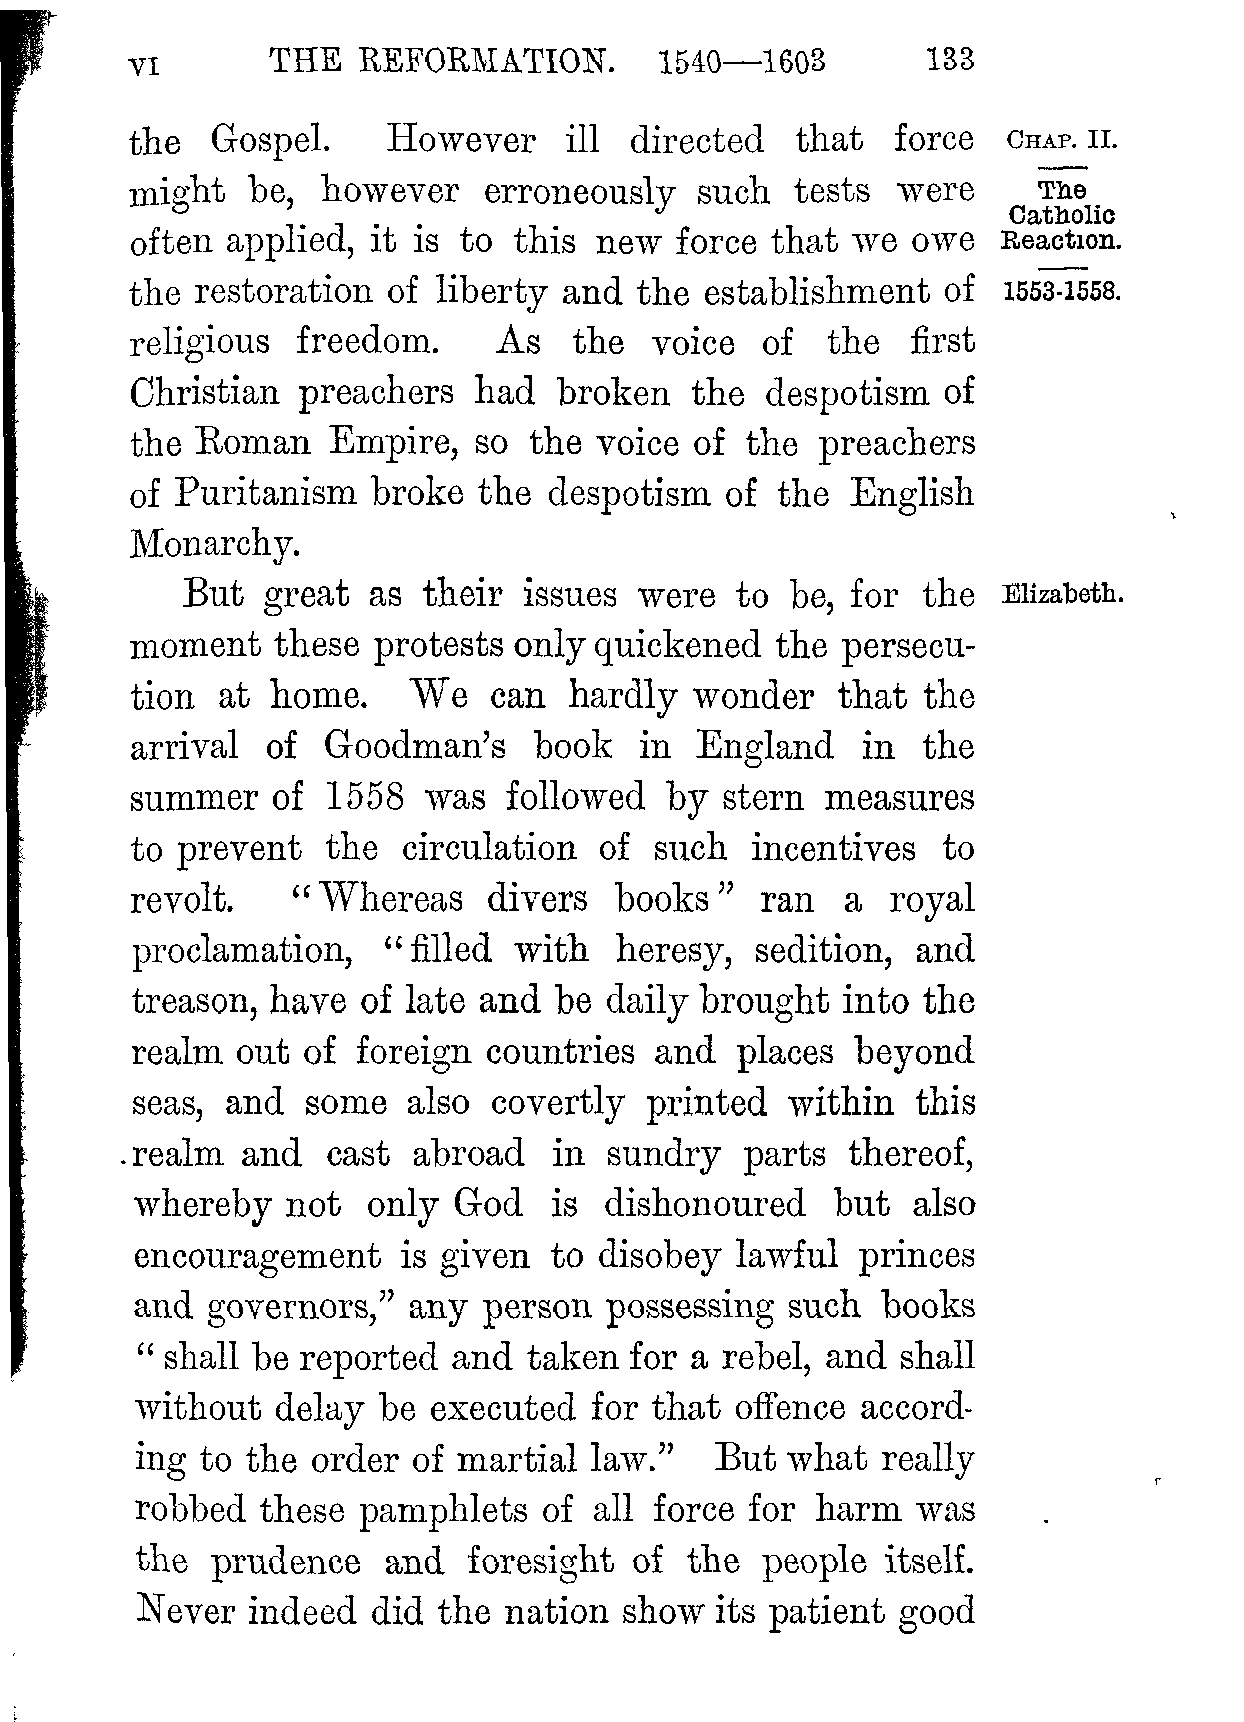 VI THE REFORMATION. 1540—1603 133
the Gospel. However ill directed that force
might be, however erroneously such tests were
often applied, it is to this new force that we owe
the restoration of liberty and the establishment of
religious freedom. As the voice of the first
Christian preachers had broken the despotism of
the Roman Empire, so the voice of the preachers
of Puritanism broke the despotism of the English
Monarchy.
CHAP. II.
The
Catholic
Reaction.
1553-1558.
But great as their issues were to be, for the
moment these protests only quickened the persecu-
tion at home. We can hardly wonder that the
arrival of Goodman's book in England in the
summer of 1558 was followed by stern measures
to prevent the circulation of such incentives to
revolt. “Whereas divers books” ran a royal
proclamation, “filled with heresy, sedition, and
treason, have of late and be daily brought into the
realm out of foreign countries and places beyond
seas, and some also covertly printed within this
realm and cast abroad in sundry parts thereof,
whereby not only God is dishonoured but also
encouragement is given to disobey lawful princes
and governors,” any person possessing such books
“shall be reported and taken for a rebel, and shall
without delay be executed for that offence accord-
ing to the order of martial law.” But what really
robbed these pamphlets of all force for harm was
the prudence and foresight of the people itself.
Never indeed did the nation show its patient good
Elizabeth.